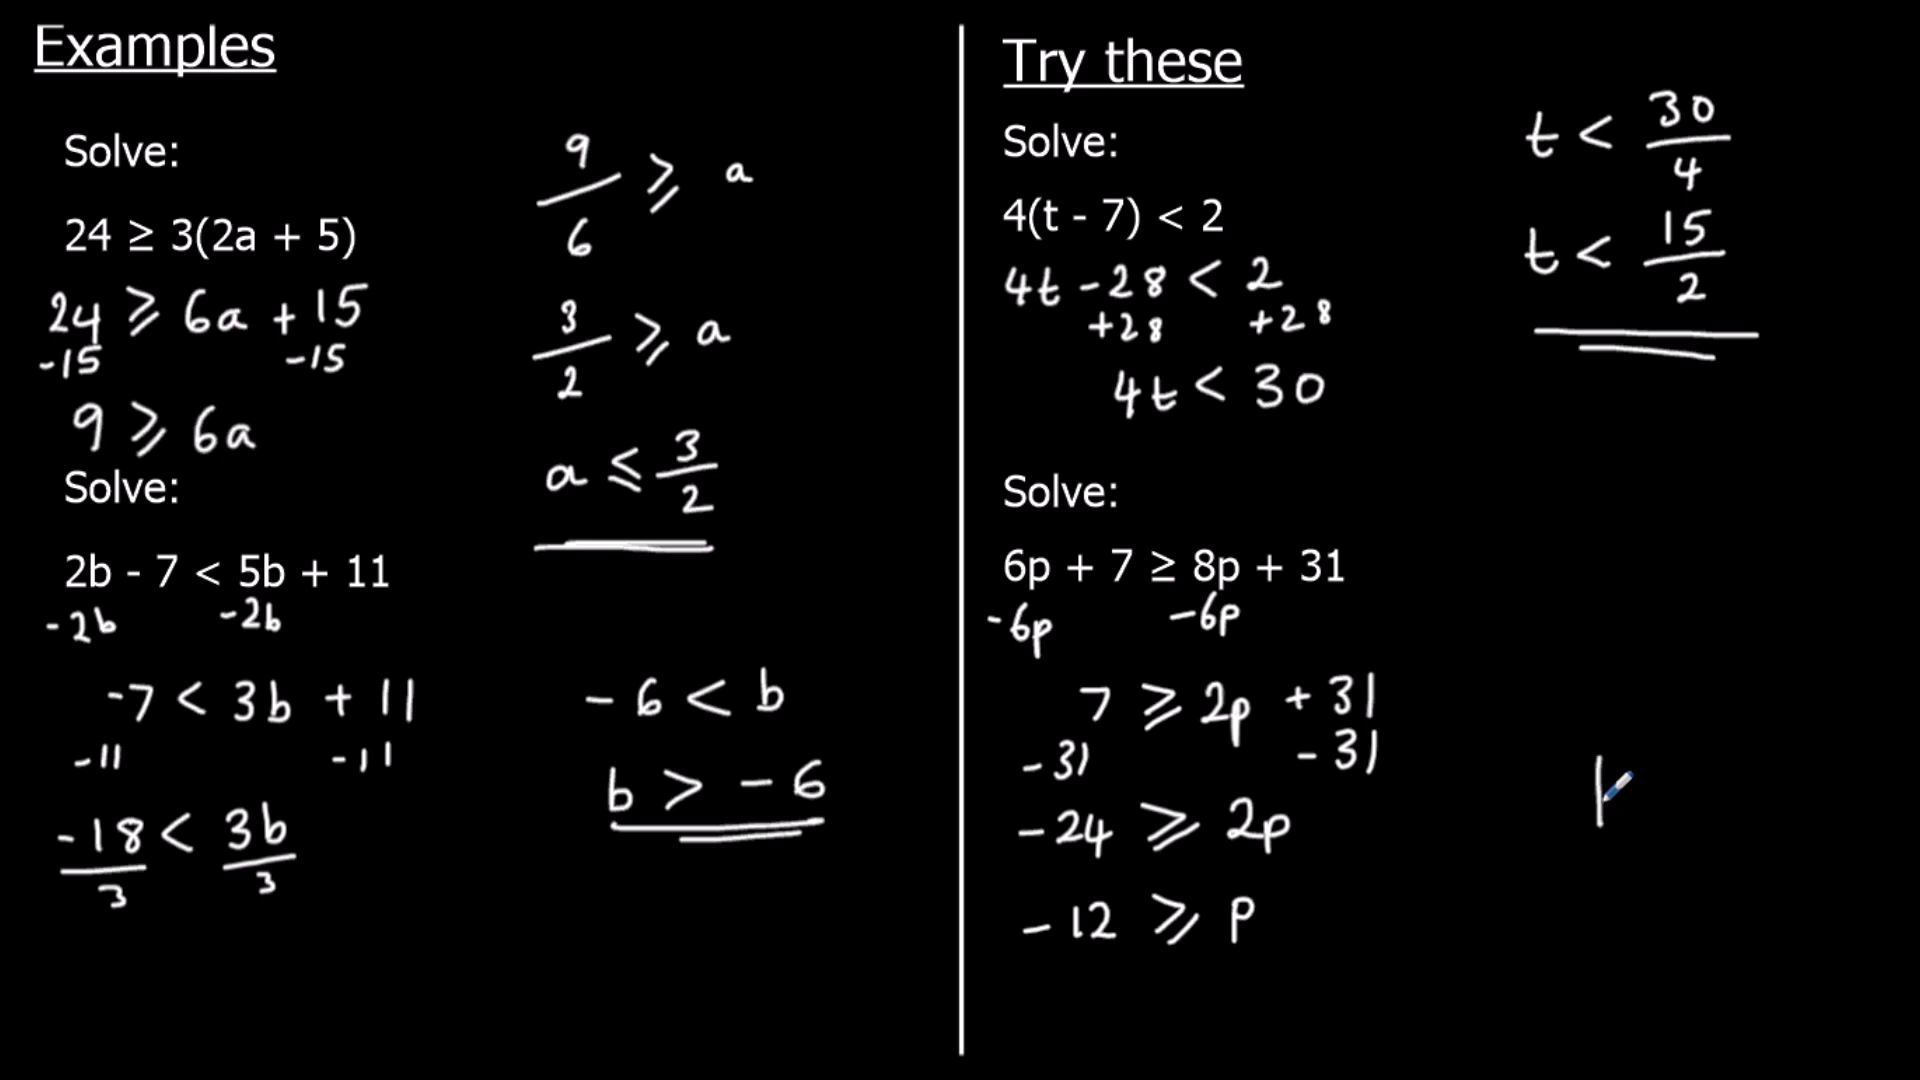 Examples
Solve:
24 ≥ 3(2a + 5)
24 ≥ 6a + 15
-15 -15
9 ≥ 6a
9/6 ≥ a
3/2 ≥ a
a ≤ 3/2
Solve:
2b - 7 < 5b + 11
-2b -2b
-7 < 3b + 11
-11 -11
-18/3 < 3b/3
-6 < b
b > -6
Try these
Solve:
4(t - 7) < 2
4t - 28 < 2
+28 +28
4t < 30
t < 30/4
t < 15/2
Solve:
6p + 7 ≥ 8p + 31
-6p -6p
7 ≥ 2p + 31
-31 -31
-24 ≥ 2p
-12 ≥ p